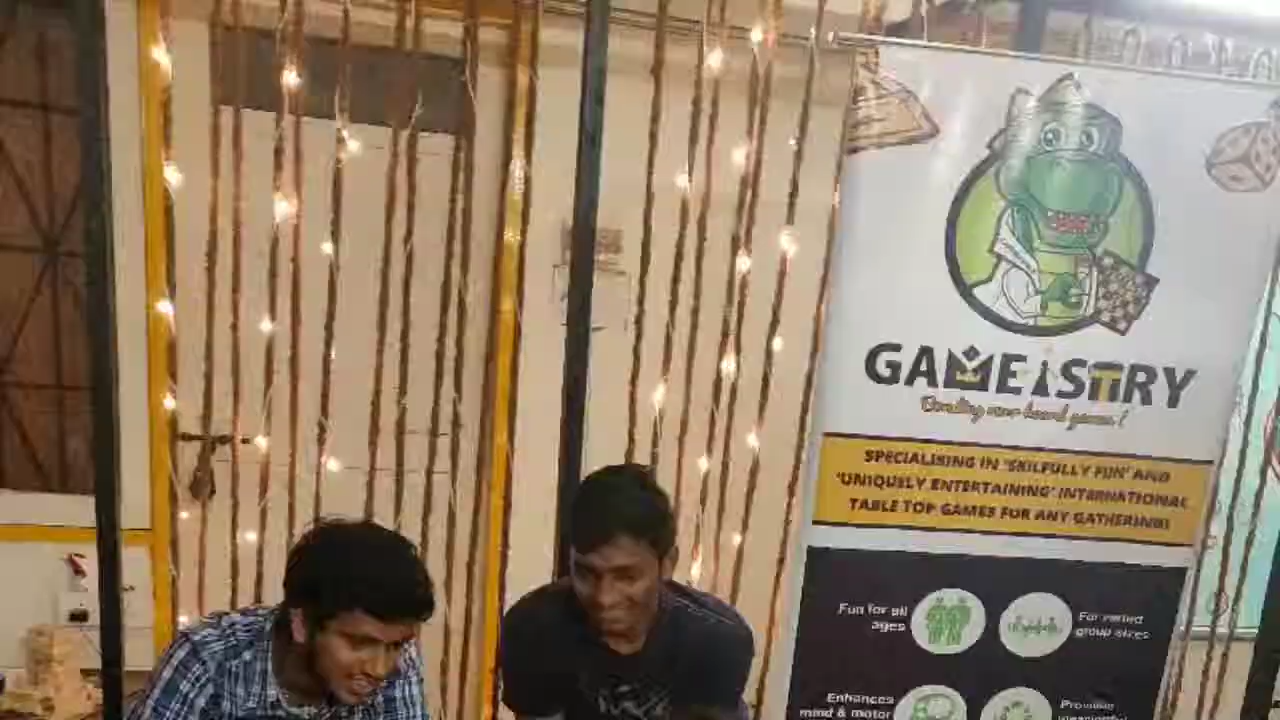 GAMEISTRY
SPECIALISING IN 'SKILFULLY FUN' AND
'UNIQUELY ENTERTAINING' INTERNATIONAL
TABLE TOP GAMES FOR ANY GATHERING!
Fun for all
ages
For varied
group sizes
Enhances
mind & motor